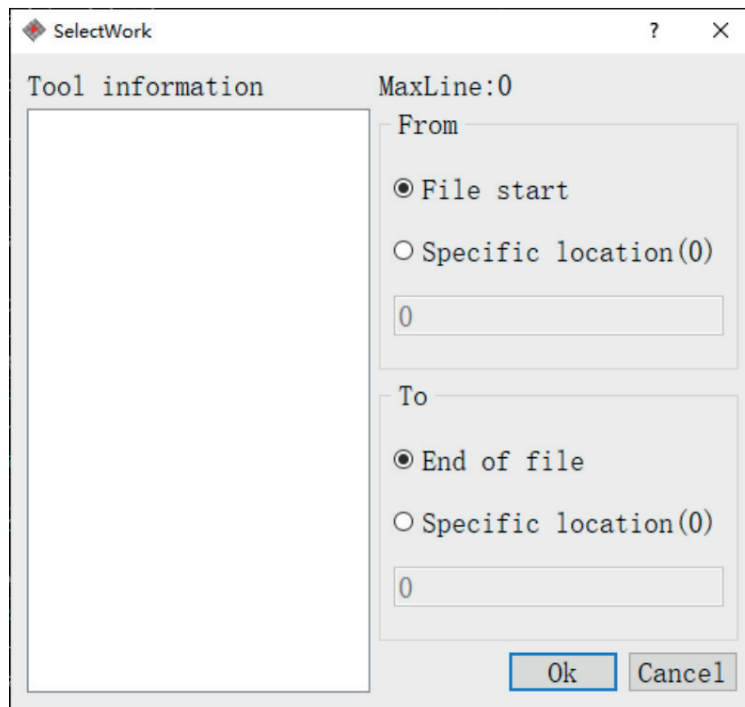 SelectWork
?
Tool information
MaxLine:0
From
File start
Specific location(0)
0
To
End of file
Specific location(0)
0
Ok
Cancel